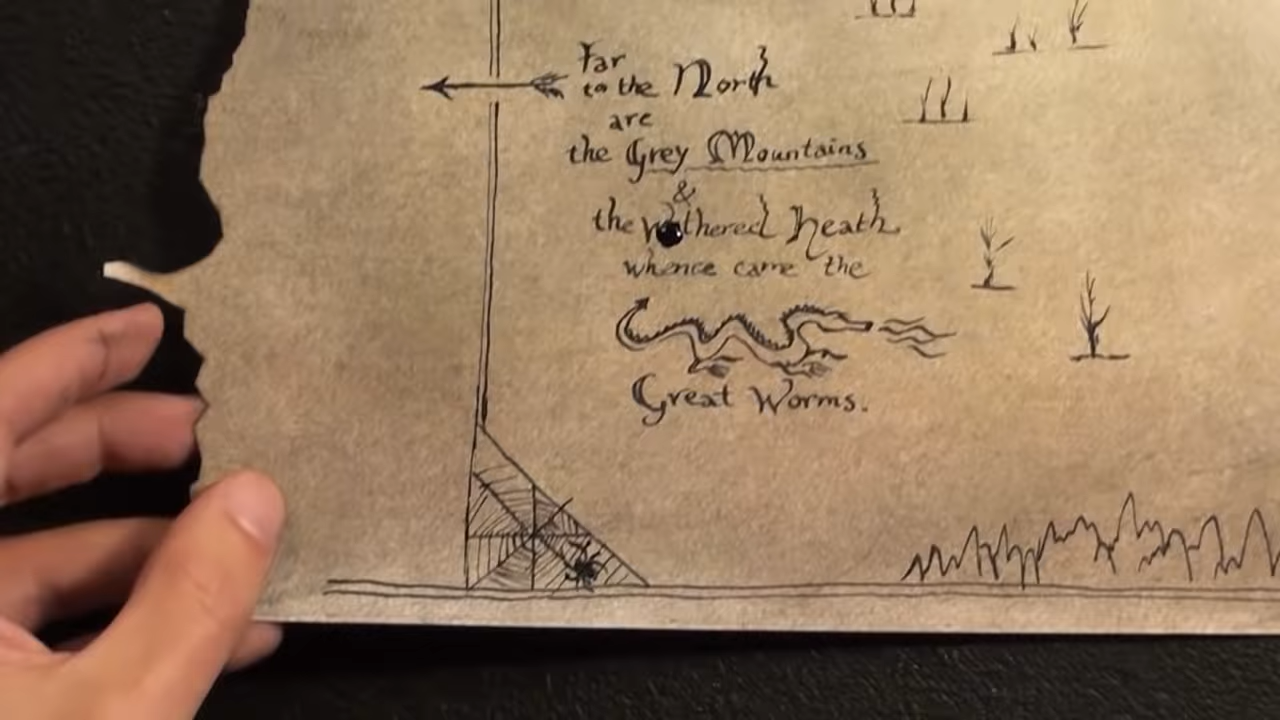 Far
to the North
are
the Grey Mountains
&
the Withered Heath
whence came the
Great Worms.